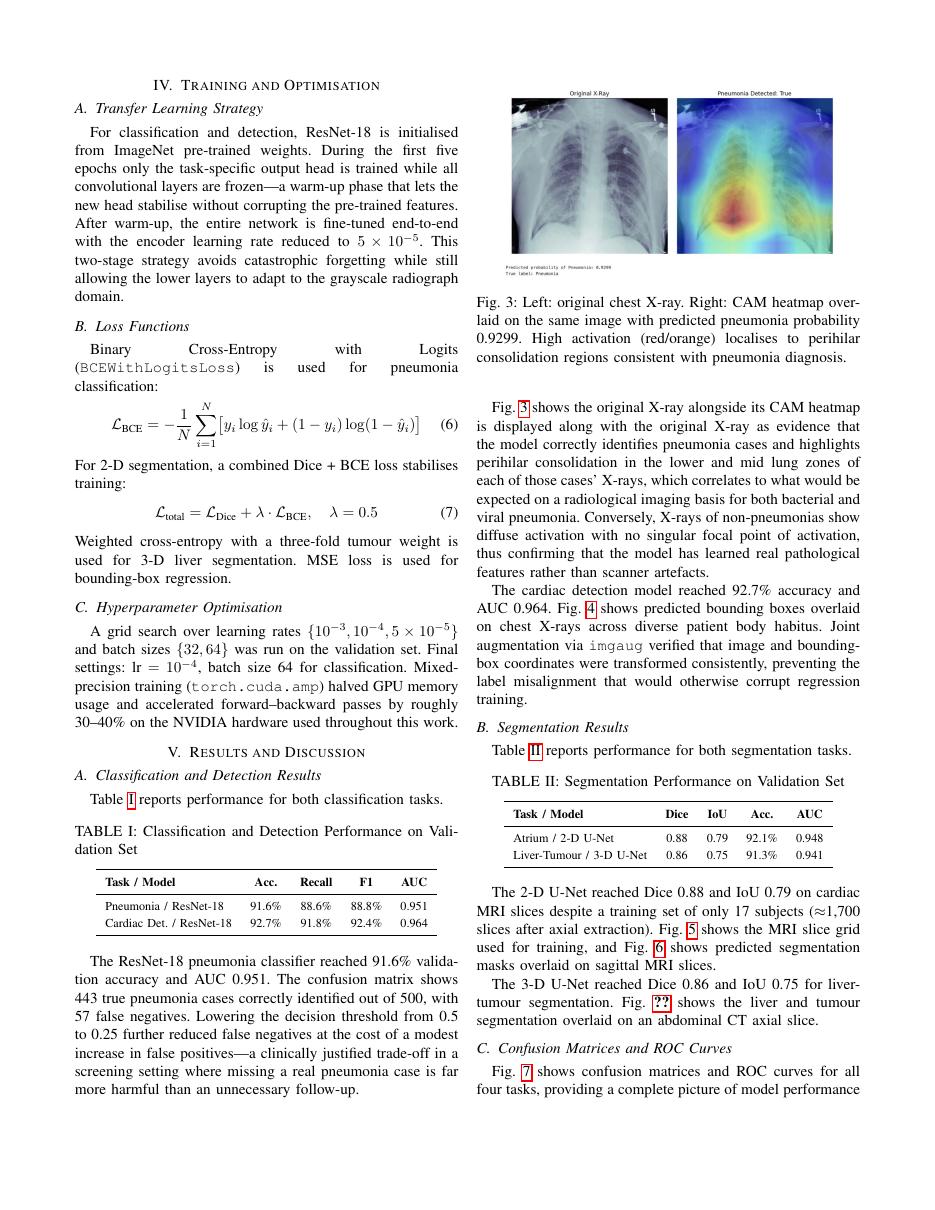 IV. TRAINING AND OPTIMISATION
A. Transfer Learning Strategy
For classification and detection, ResNet-18 is initialised
from ImageNet pre-trained weights. During the first five
epochs only the task-specific output head is trained while all
convolutional layers are frozen—a warm-up phase that lets the
new head stabilise without corrupting the pre-trained features.
After warm-up, the entire network is fine-tuned end-to-end
with the encoder learning rate reduced to 5 × 10⁻⁵. This
two-stage strategy avoids catastrophic forgetting while still
allowing the lower layers to adapt to the grayscale radiograph
domain.
B. Loss Functions
Binary Cross-Entropy with Logits
(BCEWithLogitsLoss) is used for pneumonia
classification:
L_BCE = −1/N ∑_{i=1}^{N} [y_i log ŷ_i + (1 − y_i) log(1 − ŷ_i)] (6)
For 2-D segmentation, a combined Dice + BCE loss stabilises
training:
L_total = L_Dice + λ · L_BCE, λ = 0.5 (7)
Weighted cross-entropy with a three-fold tumour weight is
used for 3-D liver segmentation. MSE loss is used for
bounding-box regression.
C. Hyperparameter Optimisation
A grid search over learning rates {10⁻³, 10⁻⁴, 5 × 10⁻⁵}
and batch sizes {32, 64} was run on the validation set. Final
settings: lr = 10⁻⁴, batch size 64 for classification. Mixed-
precision training (torch.cuda.amp) halved GPU memory
usage and accelerated forward–backward passes by roughly
30–40% on the NVIDIA hardware used throughout this work.
V. RESULTS AND DISCUSSION
A. Classification and Detection Results
Table I reports performance for both classification tasks.
TABLE I: Classification and Detection Performance on Vali-
dation Set
Task / Model Acc. Recall F1 AUC
Pneumonia / ResNet-18 91.6% 88.6% 88.8% 0.951
Cardiac Det. / ResNet-18 92.7% 91.8% 92.4% 0.964
The ResNet-18 pneumonia classifier reached 91.6% valida-
tion accuracy and AUC 0.951. The confusion matrix shows
443 true pneumonia cases correctly identified out of 500, with
57 false negatives. Lowering the decision threshold from 0.5
to 0.25 further reduced false negatives at the cost of a modest
increase in false positives—a clinically justified trade-off in a
screening setting where missing a real pneumonia case is far
more harmful than an unnecessary follow-up.
Original X-Ray
Pneumonia Detected: True
Predicted probability of Pneumonia: 0.9299
True label: Pneumonia
Fig. 3: Left: original chest X-ray. Right: CAM heatmap over-
laid on the same image with predicted pneumonia probability
0.9299. High activation (red/orange) localises to perihilar
consolidation regions consistent with pneumonia diagnosis.
Fig. 3 shows the original X-ray alongside its CAM heatmap
is displayed along with the original X-ray as evidence that
the model correctly identifies pneumonia cases and highlights
perihilar consolidation in the lower and mid lung zones of
each of those cases' X-rays, which correlates to what would be
expected on a radiological imaging basis for both bacterial and
viral pneumonia. Conversely, X-rays of non-pneumonias show
diffuse activation with no singular focal point of activation,
thus confirming that the model has learned real pathological
features rather than scanner artefacts.
The cardiac detection model reached 92.7% accuracy and
AUC 0.964. Fig. 4 shows predicted bounding boxes overlaid
on chest X-rays across diverse patient body habitus. Joint
augmentation via imgaug verified that image and bounding-
box coordinates were transformed consistently, preventing the
label misalignment that would otherwise corrupt regression
training.
B. Segmentation Results
Table II reports performance for both segmentation tasks.
TABLE II: Segmentation Performance on Validation Set
Task / Model Dice IoU Acc. AUC
Atrium / 2-D U-Net 0.88 0.79 92.1% 0.948
Liver-Tumour / 3-D U-Net 0.86 0.75 91.3% 0.941
The 2-D U-Net reached Dice 0.88 and IoU 0.79 on cardiac
MRI slices despite a training set of only 17 subjects (≈1,700
slices after axial extraction). Fig. 5 shows the MRI slice grid
used for training, and Fig. 6 shows predicted segmentation
masks overlaid on sagittal MRI slices.
The 3-D U-Net reached Dice 0.86 and IoU 0.75 for liver-
tumour segmentation. Fig. ?? shows the liver and tumour
segmentation overlaid on an abdominal CT axial slice.
C. Confusion Matrices and ROC Curves
Fig. 7 shows confusion matrices and ROC curves for all
four tasks, providing a complete picture of model performance